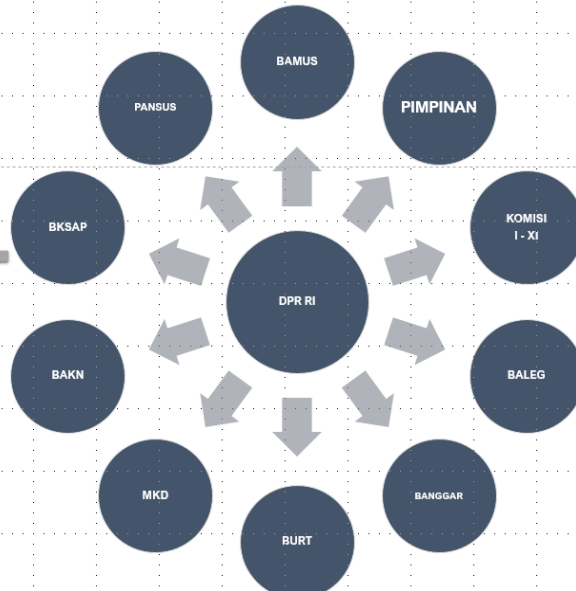 BAMUS
PANSUS
PIMPINAN
BKSAP
KOMISI
I - XI
DPR RI
BAKN
BALEG
MKD
BANGGAR
BURT